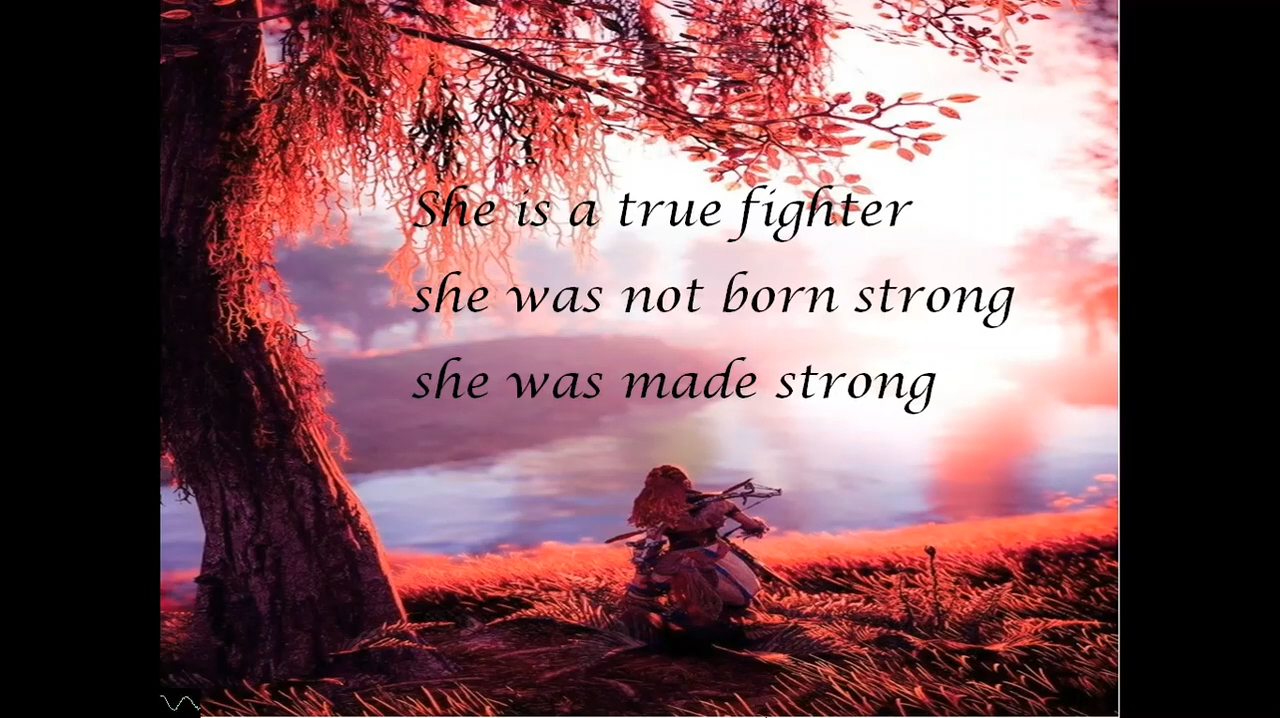 She is a true fighter
she was not born strong
she was made strong